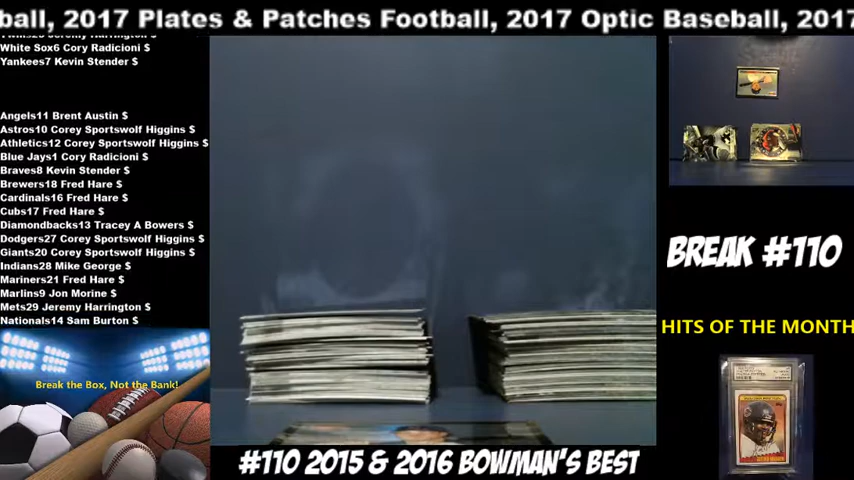 ball, 2017 Plates & Patches Football, 2017 Optic Baseball, 2017
White Sox6 Cory Radicioni $
Yankees7 Kevin Stender $
Angels11 Brent Austin $
Astros10 Corey Sportswolf Higgins $
Athletics12 Corey Sportswolf Higgins $
Blue Jays1 Cory Radicioni $
Braves8 Kevin Stender $
Brewers18 Fred Hare $
Cardinals16 Fred Hare $
Cubs17 Fred Hare $
Diamondbacks13 Tracey A Bowers $
Dodgers27 Corey Sportswolf Higgins $
Giants20 Corey Sportswolf Higgins $
Indians28 Mike George $
Mariners21 Fred Hare $
Marlins9 Jon Morine $
Mets29 Jeremy Harrington $
Nationals14 Sam Burton $
Break the Box, Not the Bank!
#110 2015 & 2016 BOWMAN'S BEST
BREAK #110
HITS OF THE MONTH